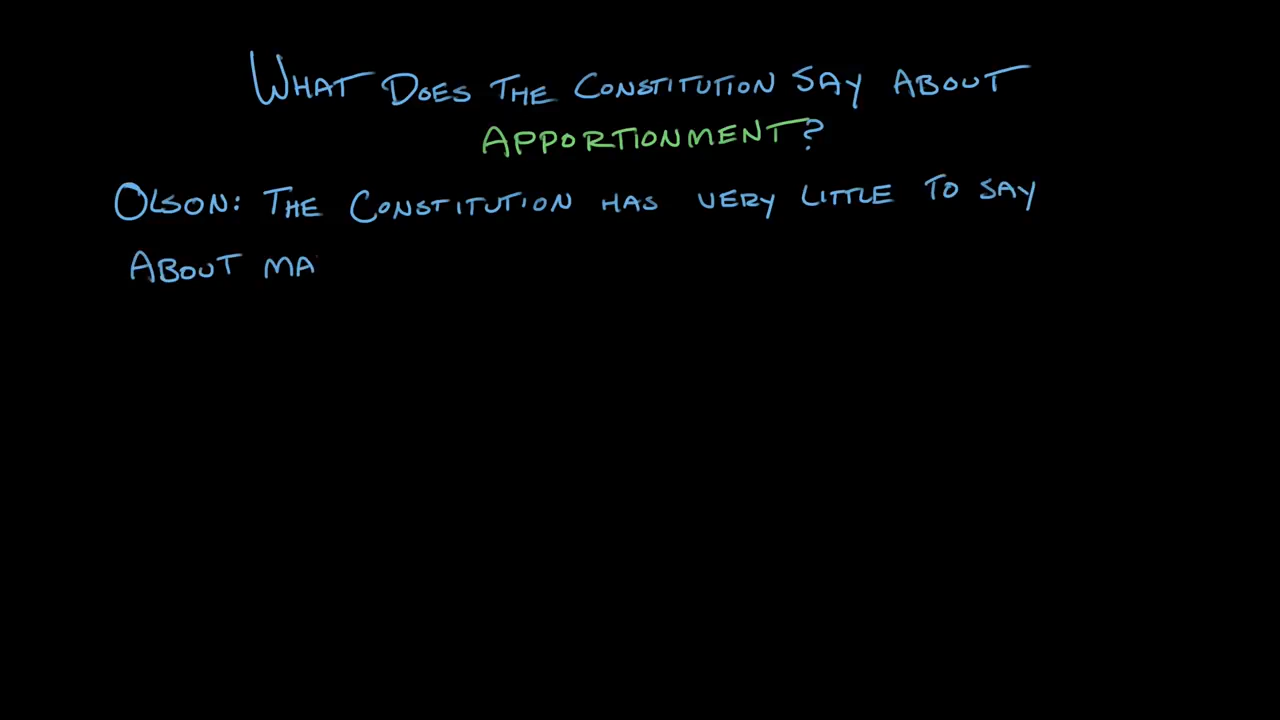 WHAT DOES THE CONSTITUTION SAY ABOUT
APPORTIONMENT?
OLSON: THE CONSTITUTION HAS VERY LITTLE TO SAY
ABOUT MA